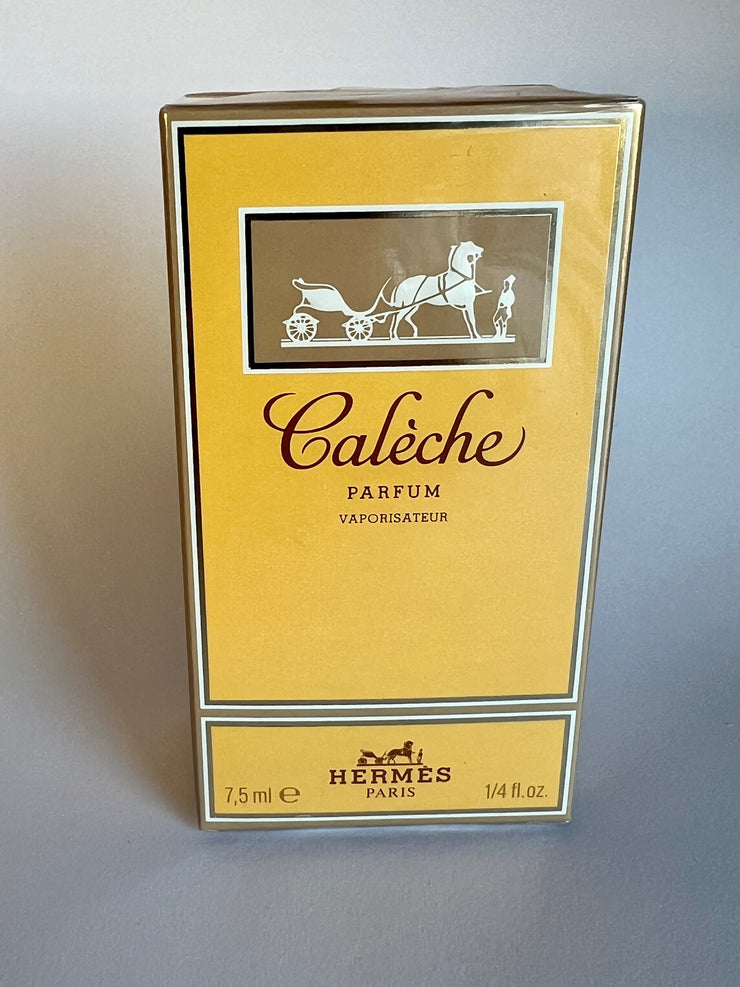 Calèche
PARFUM
VAPORISATEUR
HERMÈS
PARIS
7,5 ml ℮
1/4 fl.oz.